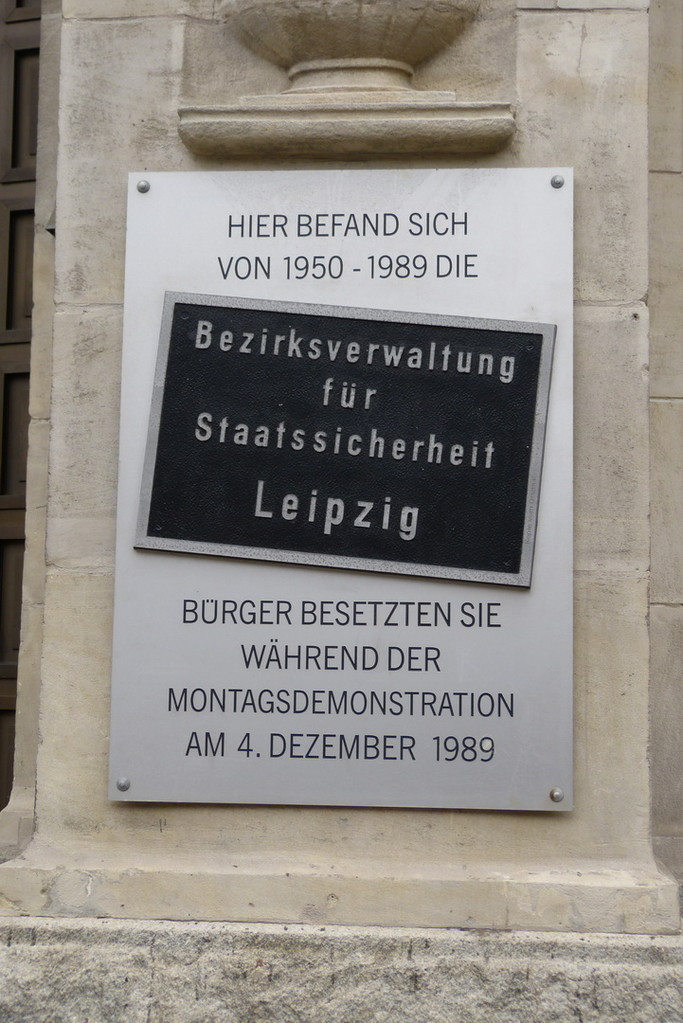 HIER BEFAND SICH
VON 1950 - 1989 DIE
Bezirksverwaltung
für
Staatssicherheit
Leipzig
BÜRGER BESETZTEN SIE
WÄHREND DER
MONTAGSDEMONSTRATION
AM 4. DEZEMBER 1989